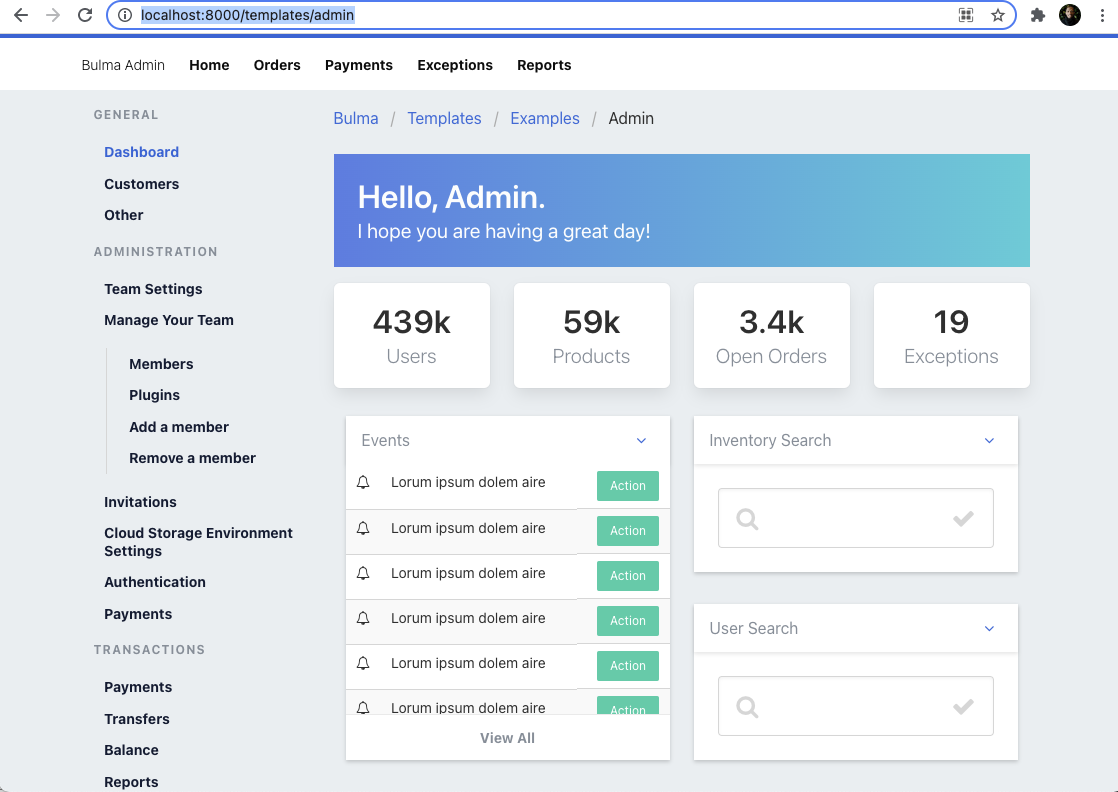 localhost:8000/templates/admin
Bulma Admin Home Orders Payments Exceptions Reports
GENERAL
Dashboard
Customers
Other
ADMINISTRATION
Team Settings
Manage Your Team
Members
Plugins
Add a member
Remove a member
Invitations
Cloud Storage Environment
Settings
Authentication
Payments
TRANSACTIONS
Payments
Transfers
Balance
Reports
Bulma / Templates / Examples / Admin
Hello, Admin.
I hope you are having a great day!
439k
Users
59k
Products
3.4k
Open Orders
19
Exceptions
Events
Lorum ipsum dolem aire Action
Lorum ipsum dolem aire Action
Lorum ipsum dolem aire Action
Lorum ipsum dolem aire Action
Lorum ipsum dolem aire Action
Lorum ipsum dolem aire Action
View All
Inventory Search
User Search